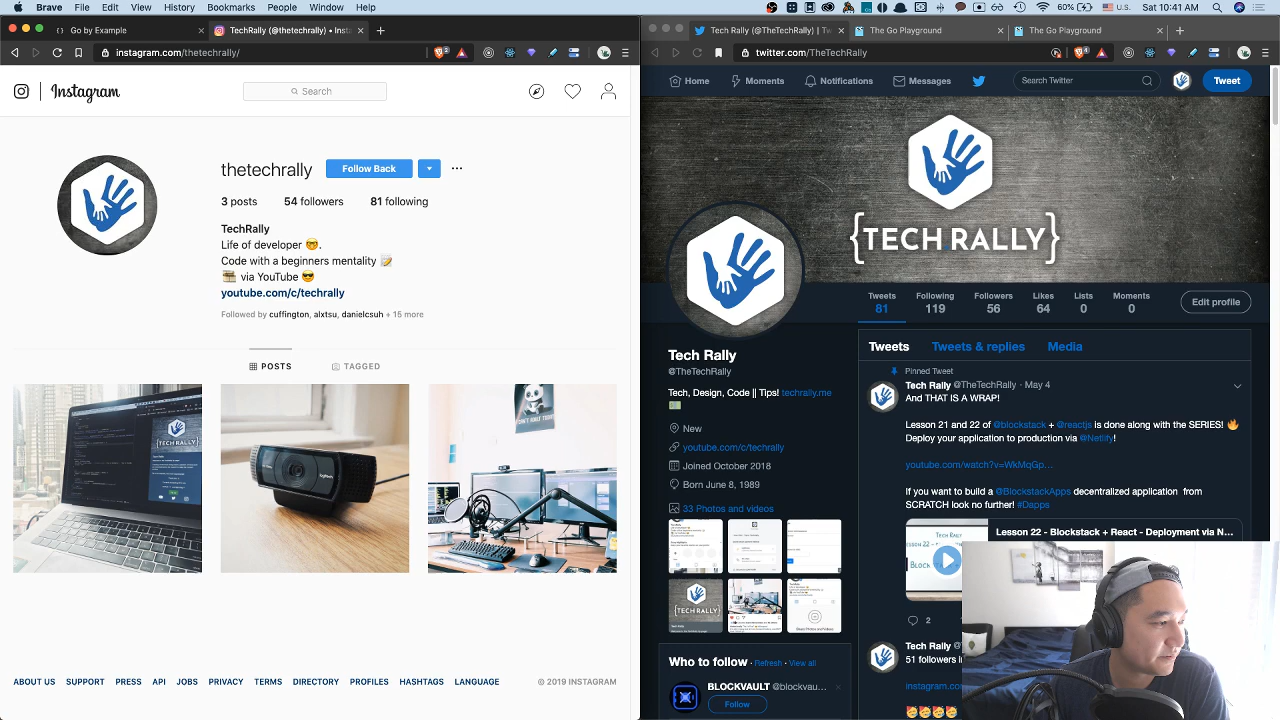 Brave File Edit View History Bookmarks People Window Help
60% U.S. Sat 10:41 AM
Go by Example
TechRally (@thetechrally) • Inst
instagram.com/thetechrally/
Instagram
Search
thetechrally Follow Back
3 posts 54 followers 81 following
TechRally
Life of developer 🤓.
Code with a beginners mentality 📝
via YouTube 😎
youtube.com/c/techrally
Followed by cuffington, alxtsu, danielcsuh + 15 more
POSTS TAGGED
TECH RALLY
logitech
ABOUT US SUPPORT PRESS API JOBS PRIVACY TERMS DIRECTORY PROFILES HASHTAGS LANGUAGE © 2019 INSTAGRAM
Tech Rally (@TheTechRally) | Tw
The Go Playground
The Go Playground
twitter.com/TheTechRally
Home Moments Notifications Messages Search Twitter Tweet
{TECH.RALLY}
Tweets Following Followers Likes Lists Moments
81 119 56 64 0 0
Edit profile
Tech Rally
@TheTechRally
Tech, Design, Code || Tips! techrally.me
New
youtube.com/c/techrally
Joined October 2018
Born June 8, 1989
33 Photos and videos
TECH RALLY
Who to follow · Refresh · View all
BLOCKVAULT @blockvau...
Follow
Tweets Tweets & replies Media
Pinned Tweet
Tech Rally @TheTechRally · May 4
And THAT IS A WRAP!
Lesson 21 and 22 of @blockstack + @reactjs is done along with the SERIES! 🔥
Deploy your application to production via @Netlify!
youtube.com/watch?v=WkMqGp...
If you want to build a @BlockstackApps decentralized application from
SCRATCH look no further! #Dapps
Lesson 22 - Blockstack + React - Deployment via N...
2
Tech Rally
51 followers
instagram.co